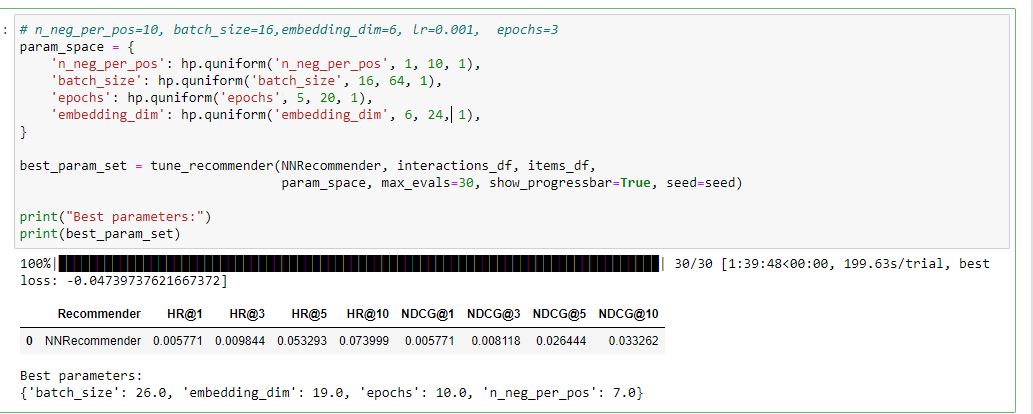 : # n_neg_per_pos=10, batch_size=16,embedding_dim=6, lr=0.001,  epochs=3
param_space = {
    'n_neg_per_pos': hp.quniform('n_neg_per_pos', 1, 10, 1),
    'batch_size': hp.quniform('batch_size', 16, 64, 1),
    'epochs': hp.quniform('epochs', 5, 20, 1),
    'embedding_dim': hp.quniform('embedding_dim', 6, 24, 1),
}
best_param_set = tune_recommender(NNRecommender, interactions_df, items_df,
                                  param_space, max_evals=30, show_progressbar=True, seed=seed)
print("Best parameters:")
print(best_param_set)
100%| | 30/30 [1:39:48<00:00, 199.63s/trial, best
loss: -0.04739737621667372]
Recommender HR@1 HR@3 HR@5 HR@10 NDCG@1 NDCG@3 NDCG@5 NDCG@10
0 NNRecommender 0.005771 0.009844 0.053293 0.073999 0.005771 0.008118 0.026444 0.033262
Best parameters:
{'batch_size': 26.0, 'embedding_dim': 19.0, 'epochs': 10.0, 'n_neg_per_pos': 7.0}